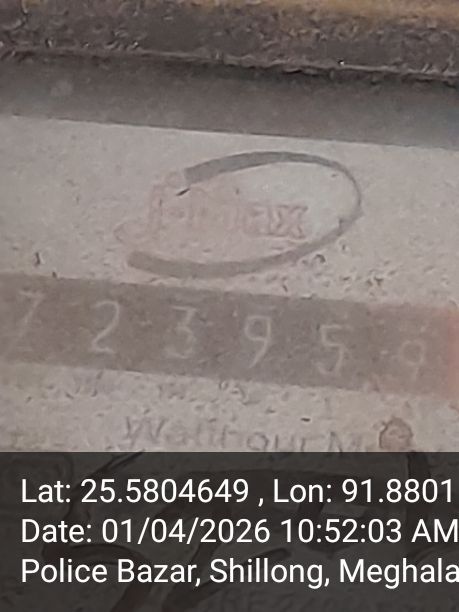 723959
Watthour M
Lat: 25.5804649 , Lon: 91.8801
Date: 01/04/2026 10:52:03 AM
Police Bazar, Shillong, Meghala